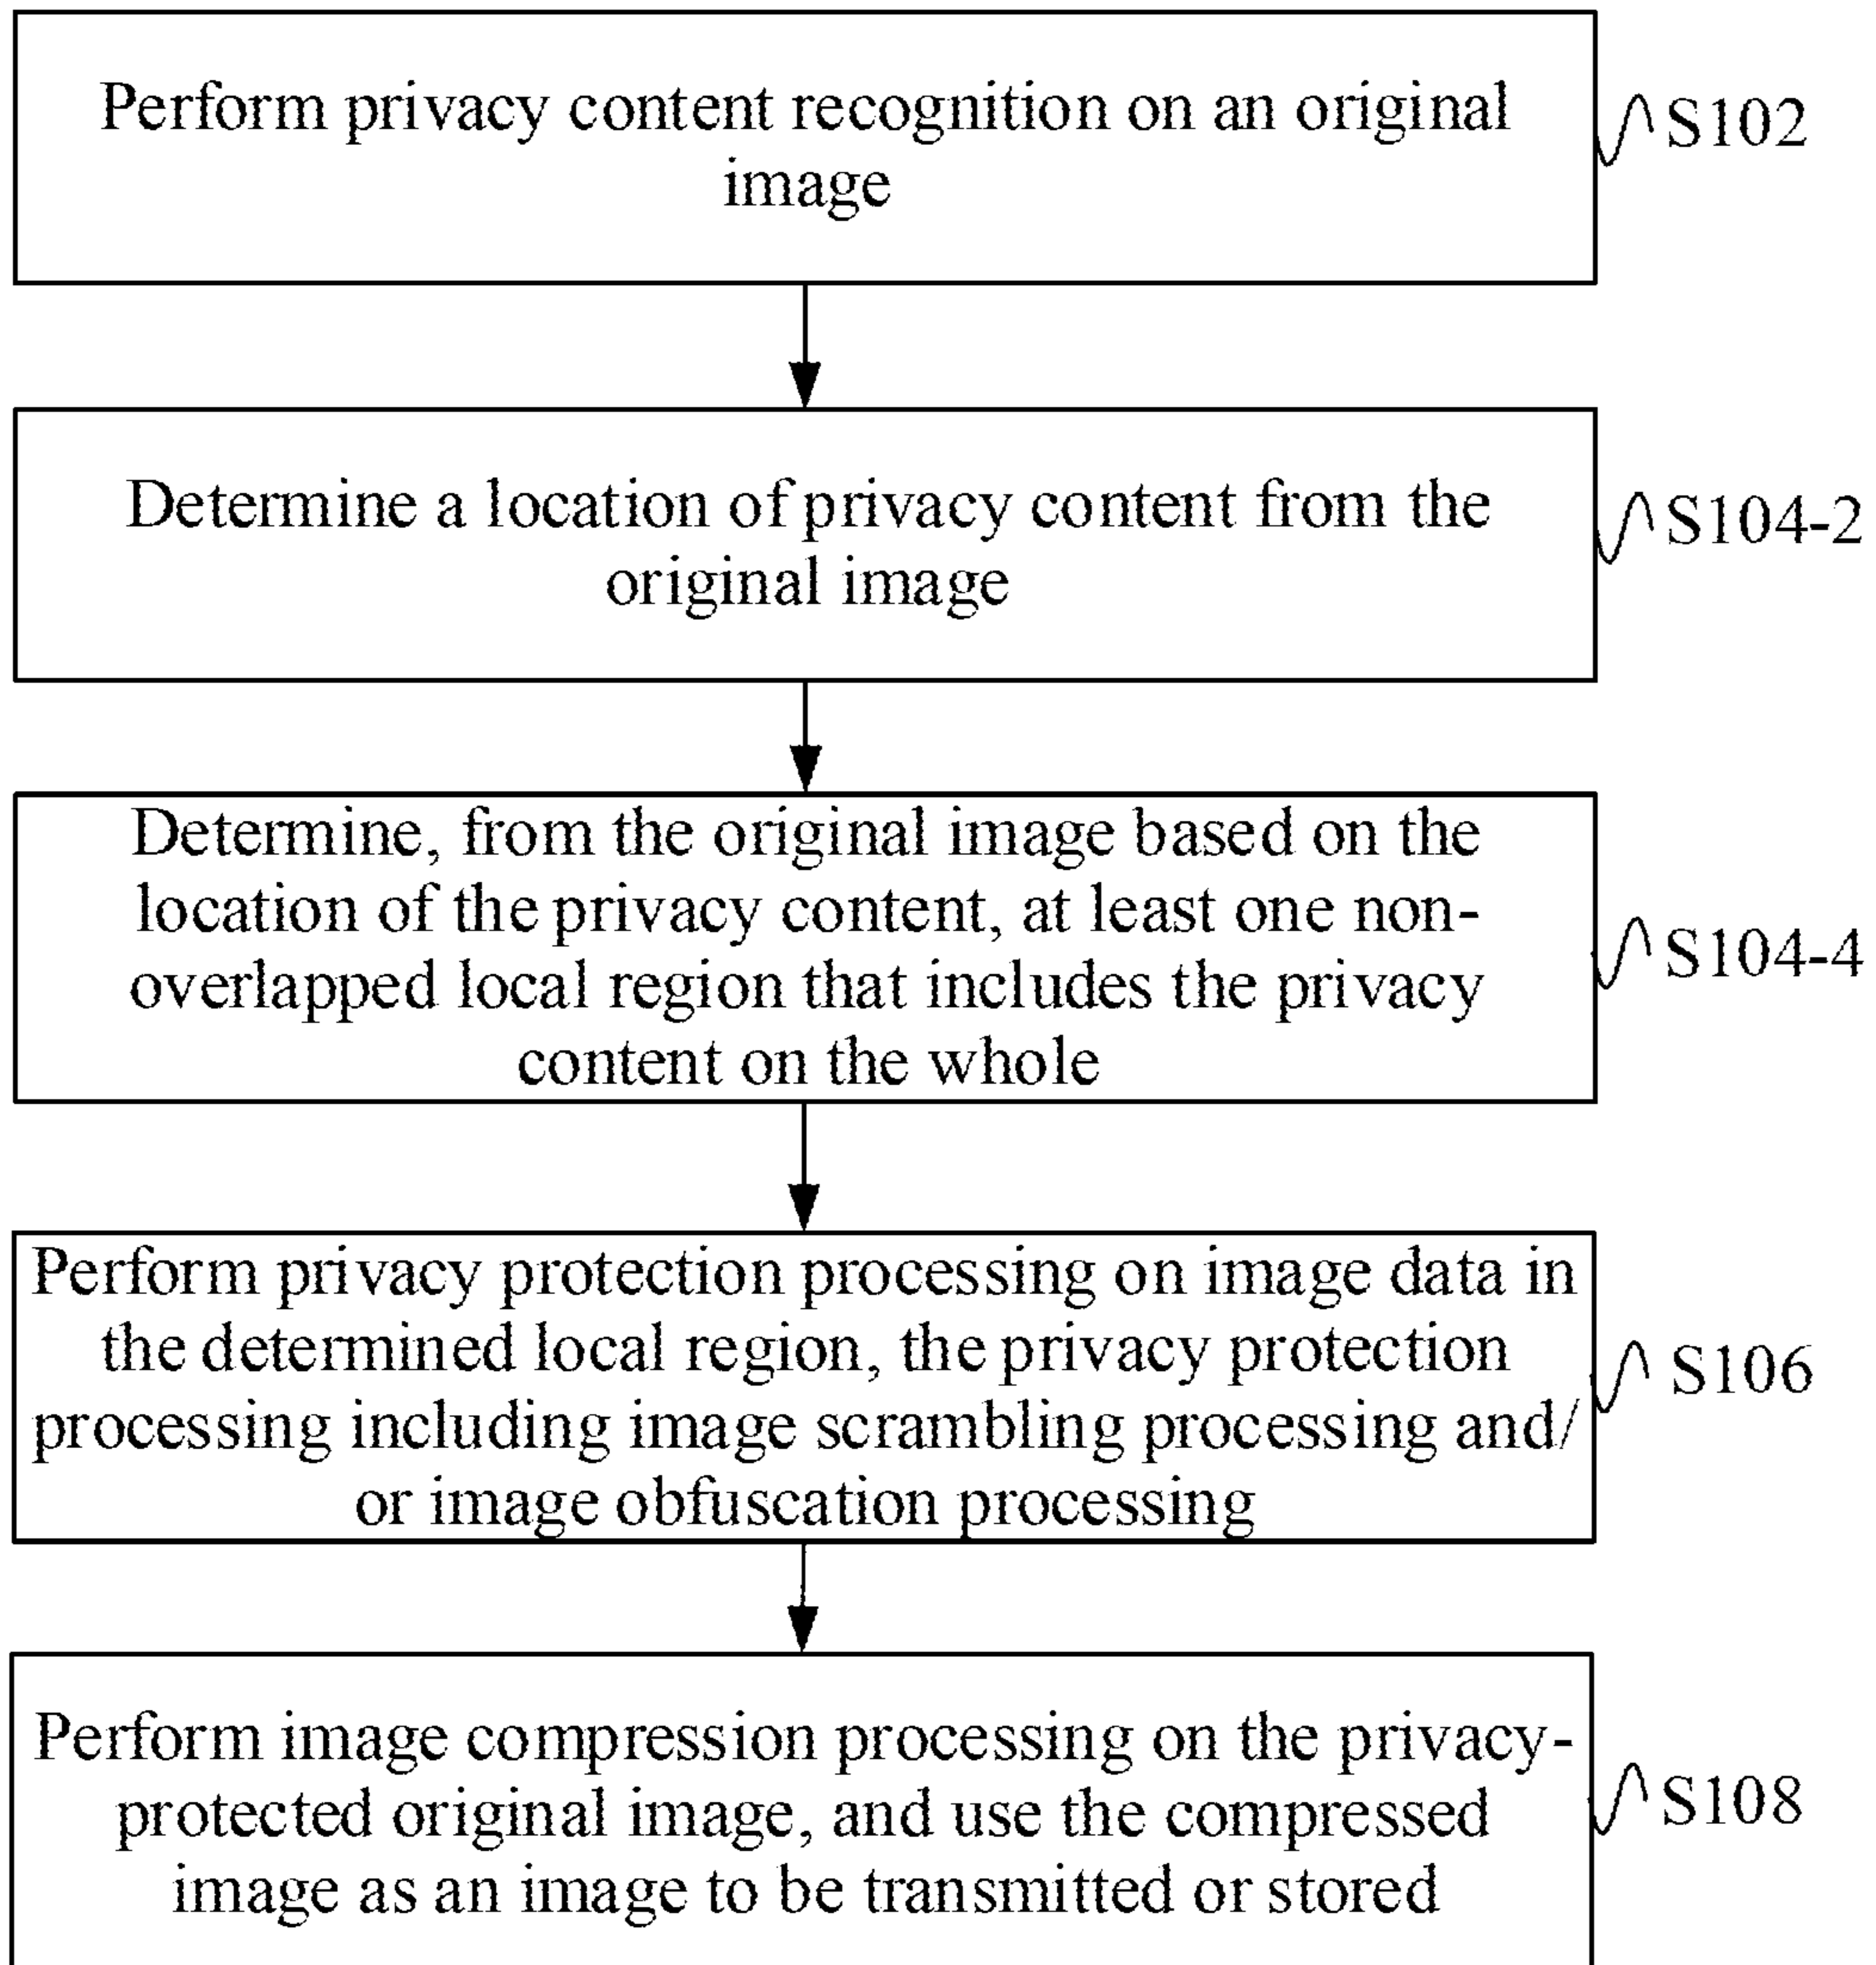 Perform privacy content recognition on an original
image
S102
Determine a location of privacy content from the
original image
S104-2
Determine, from the original image based on the
location of the privacy content, at least one non-
overlapped local region that includes the privacy
content on the whole
S104-4
Perform privacy protection processing on image data in
the determined local region, the privacy protection
processing including image scrambling processing and/
or image obfuscation processing
S106
Perform image compression processing on the privacy-
protected original image, and use the compressed
image as an image to be transmitted or stored
S108